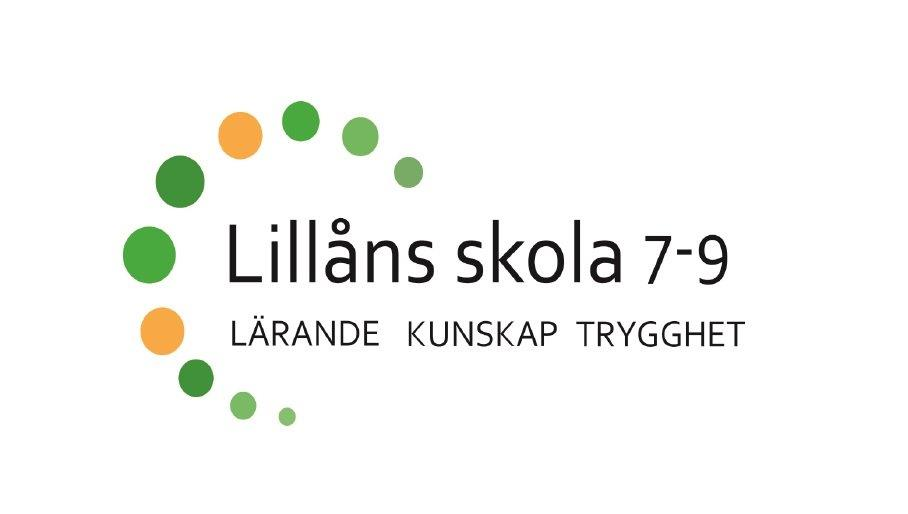 Lillåns skola 7-9
LÄRANDE KUNSKAP TRYGGHET